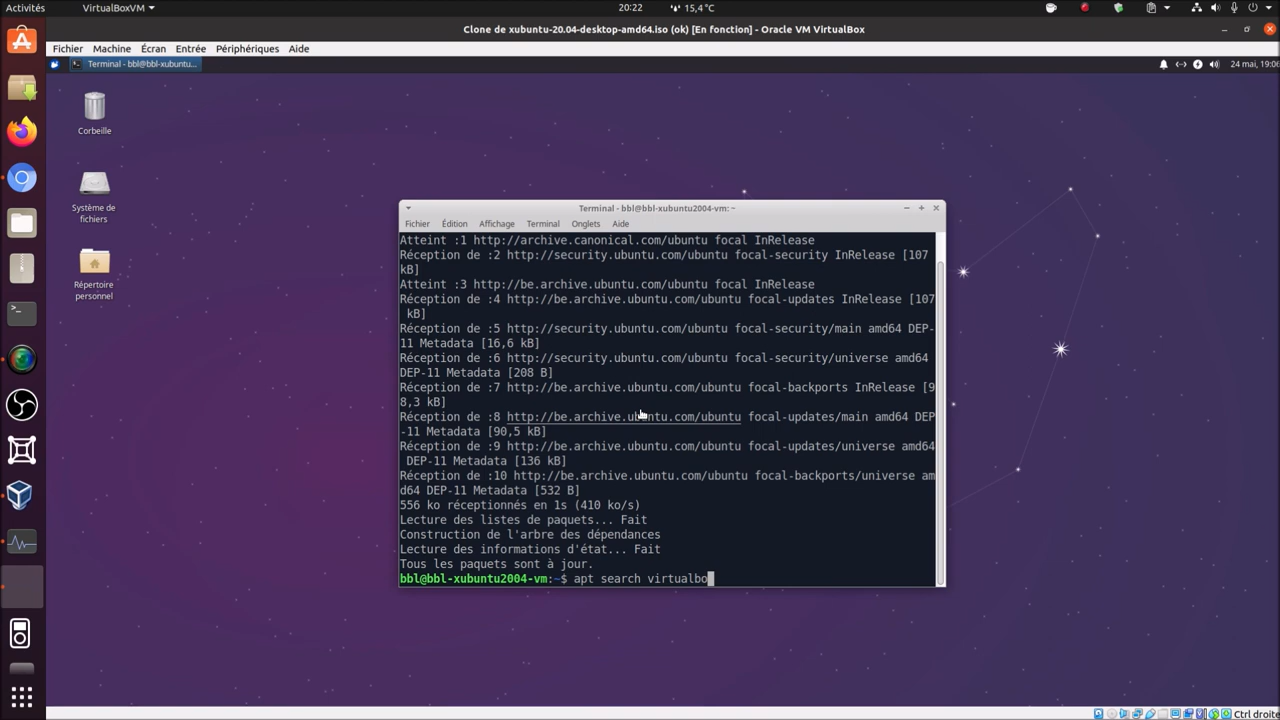 Activités
VirtualBoxVM
20:22
15,4 °C
Clone de xubuntu-20.04-desktop-amd64.iso (ok) [En fonction] - Oracle VM VirtualBox
Fichier Machine Écran Entrée Périphériques Aide
Terminal - bbl@bbl-xubuntu...
24 mai, 19:06
Corbeille
Système de
fichiers
Répertoire
personnel
Terminal - bbl@bbl-xubuntu2004-vm: ~
Fichier Édition Affichage Terminal Onglets Aide
Atteint :1 http://archive.canonical.com/ubuntu focal InRelease
Réception de :2 http://security.ubuntu.com/ubuntu focal-security InRelease [107
kB]
Atteint :3 http://be.archive.ubuntu.com/ubuntu focal InRelease
Réception de :4 http://be.archive.ubuntu.com/ubuntu focal-updates InRelease [107
kB]
Réception de :5 http://security.ubuntu.com/ubuntu focal-security/main amd64 DEP-
11 Metadata [16,6 kB]
Réception de :6 http://security.ubuntu.com/ubuntu focal-security/universe amd64
DEP-11 Metadata [208 B]
Réception de :7 http://be.archive.ubuntu.com/ubuntu focal-backports InRelease [9
8,3 kB]
Réception de :8 http://be.archive.ubuntu.com/ubuntu focal-updates/main amd64 DEP
-11 Metadata [90,5 kB]
Réception de :9 http://be.archive.ubuntu.com/ubuntu focal-updates/universe amd64
DEP-11 Metadata [136 kB]
Réception de :10 http://be.archive.ubuntu.com/ubuntu focal-backports/universe am
d64 DEP-11 Metadata [532 B]
556 ko réceptionnés en 1s (410 ko/s)
Lecture des listes de paquets... Fait
Construction de l'arbre des dépendances
Lecture des informations d'état... Fait
Tous les paquets sont à jour.
bbl@bbl-xubuntu2004-vm:~$ apt search virtualbo
Ctrl droite